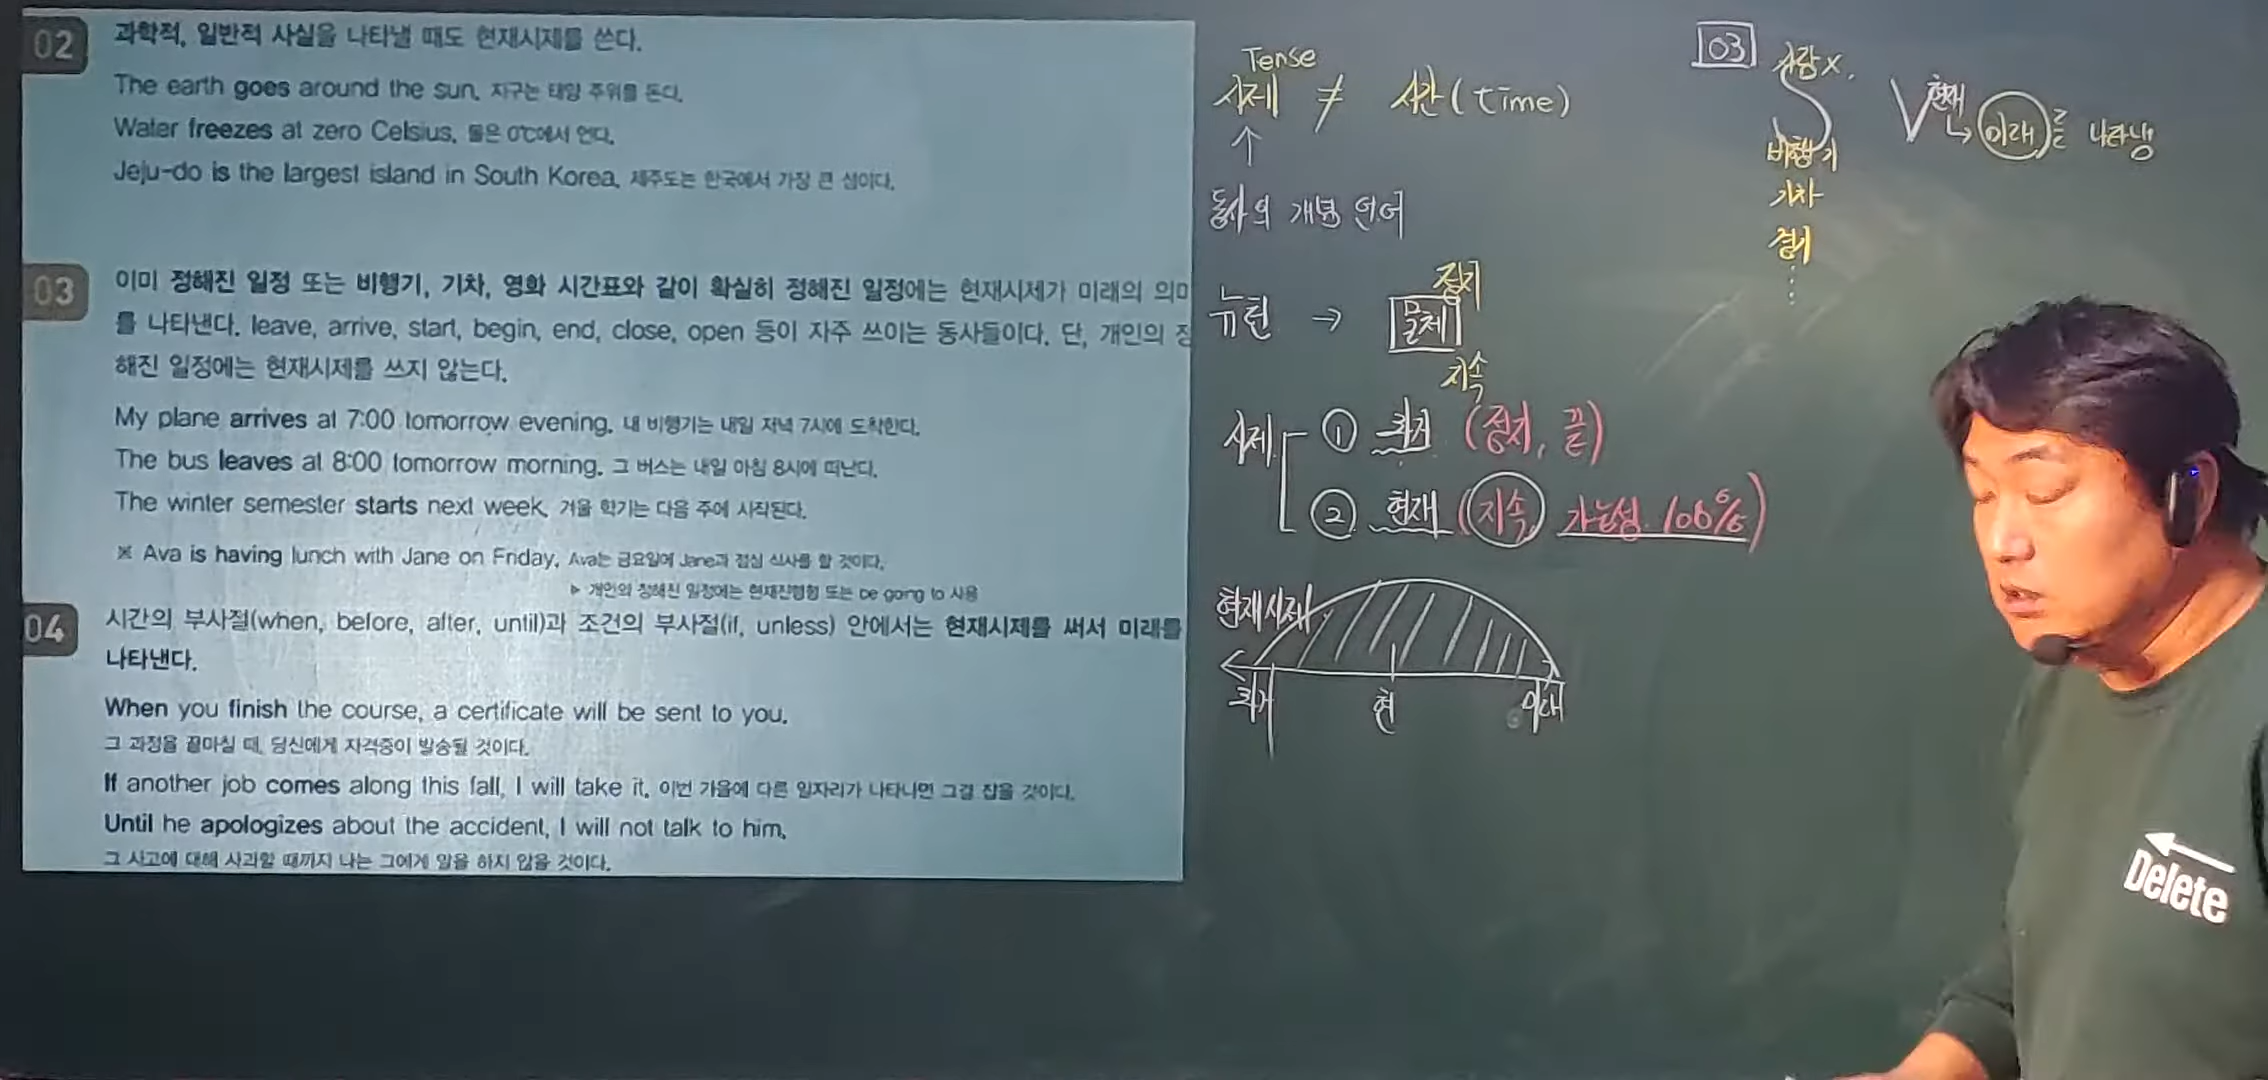 02
과학적, 일반적 사실을 나타낼 때도 현재시제를 쓴다.
The earth goes around the sun. 지구는 태양 주위를 돈다.
Water freezes at zero Celsius. 물은 0℃에서 언다.
Jeju-do is the largest island in South Korea. 제주도는 한국에서 가장 큰 섬이다.
03
이미 정해진 일정 또는 비행기, 기차, 영화 시간표와 같이 확실히 정해진 일정에는 현재시제가 미래의 의미
를 나타낸다. leave, arrive, start, begin, end, close, open 등이 자주 쓰이는 동사들이다. 단, 개인의 정
해진 일정에는 현재시제를 쓰지 않는다.
My plane arrives at 7:00 tomorrow evening. 내 비행기는 내일 저녁 7시에 도착한다.
The bus leaves at 8:00 tomorrow morning. 그 버스는 내일 아침 8시에 떠난다.
The winter semester starts next week. 겨울 학기는 다음 주에 시작된다.
※ Ava is having lunch with Jane on Friday. Ava는 금요일에 Jane과 점심 식사를 할 것이다.
▶ 개인의 정해진 일정에는 현재진행형 또는 be going to 사용
04
시간의 부사절(when, before, after, until)과 조건의 부사절(if, unless) 안에서는 현재시제를 써서 미래를
나타낸다.
When you finish the course, a certificate will be sent to you.
그 과정을 끝마칠 때, 당신에게 자격증이 발송될 것이다.
If another job comes along this fall, I will take it. 이번 가을에 다른 일자리가 나타나면 그걸 잡을 것이다.
Until he apologizes about the accident, I will not talk to him.
그 사고에 대해 사과할 때까지 나는 그에게 말을 하지 않을 것이다.
Tense
시제 ≠ 시간(time)
↑
동사의 개념 언어
뉴턴 → 물체
정지
지속
시제 ① 과거 (정지, 끝)
② 현재 (지속, 가능성 100%)
현재시제
과거 현 미래
03 사람x.
비행기
기차
경기
⋮
현재
↳ 미래를 나타냄
← Delete